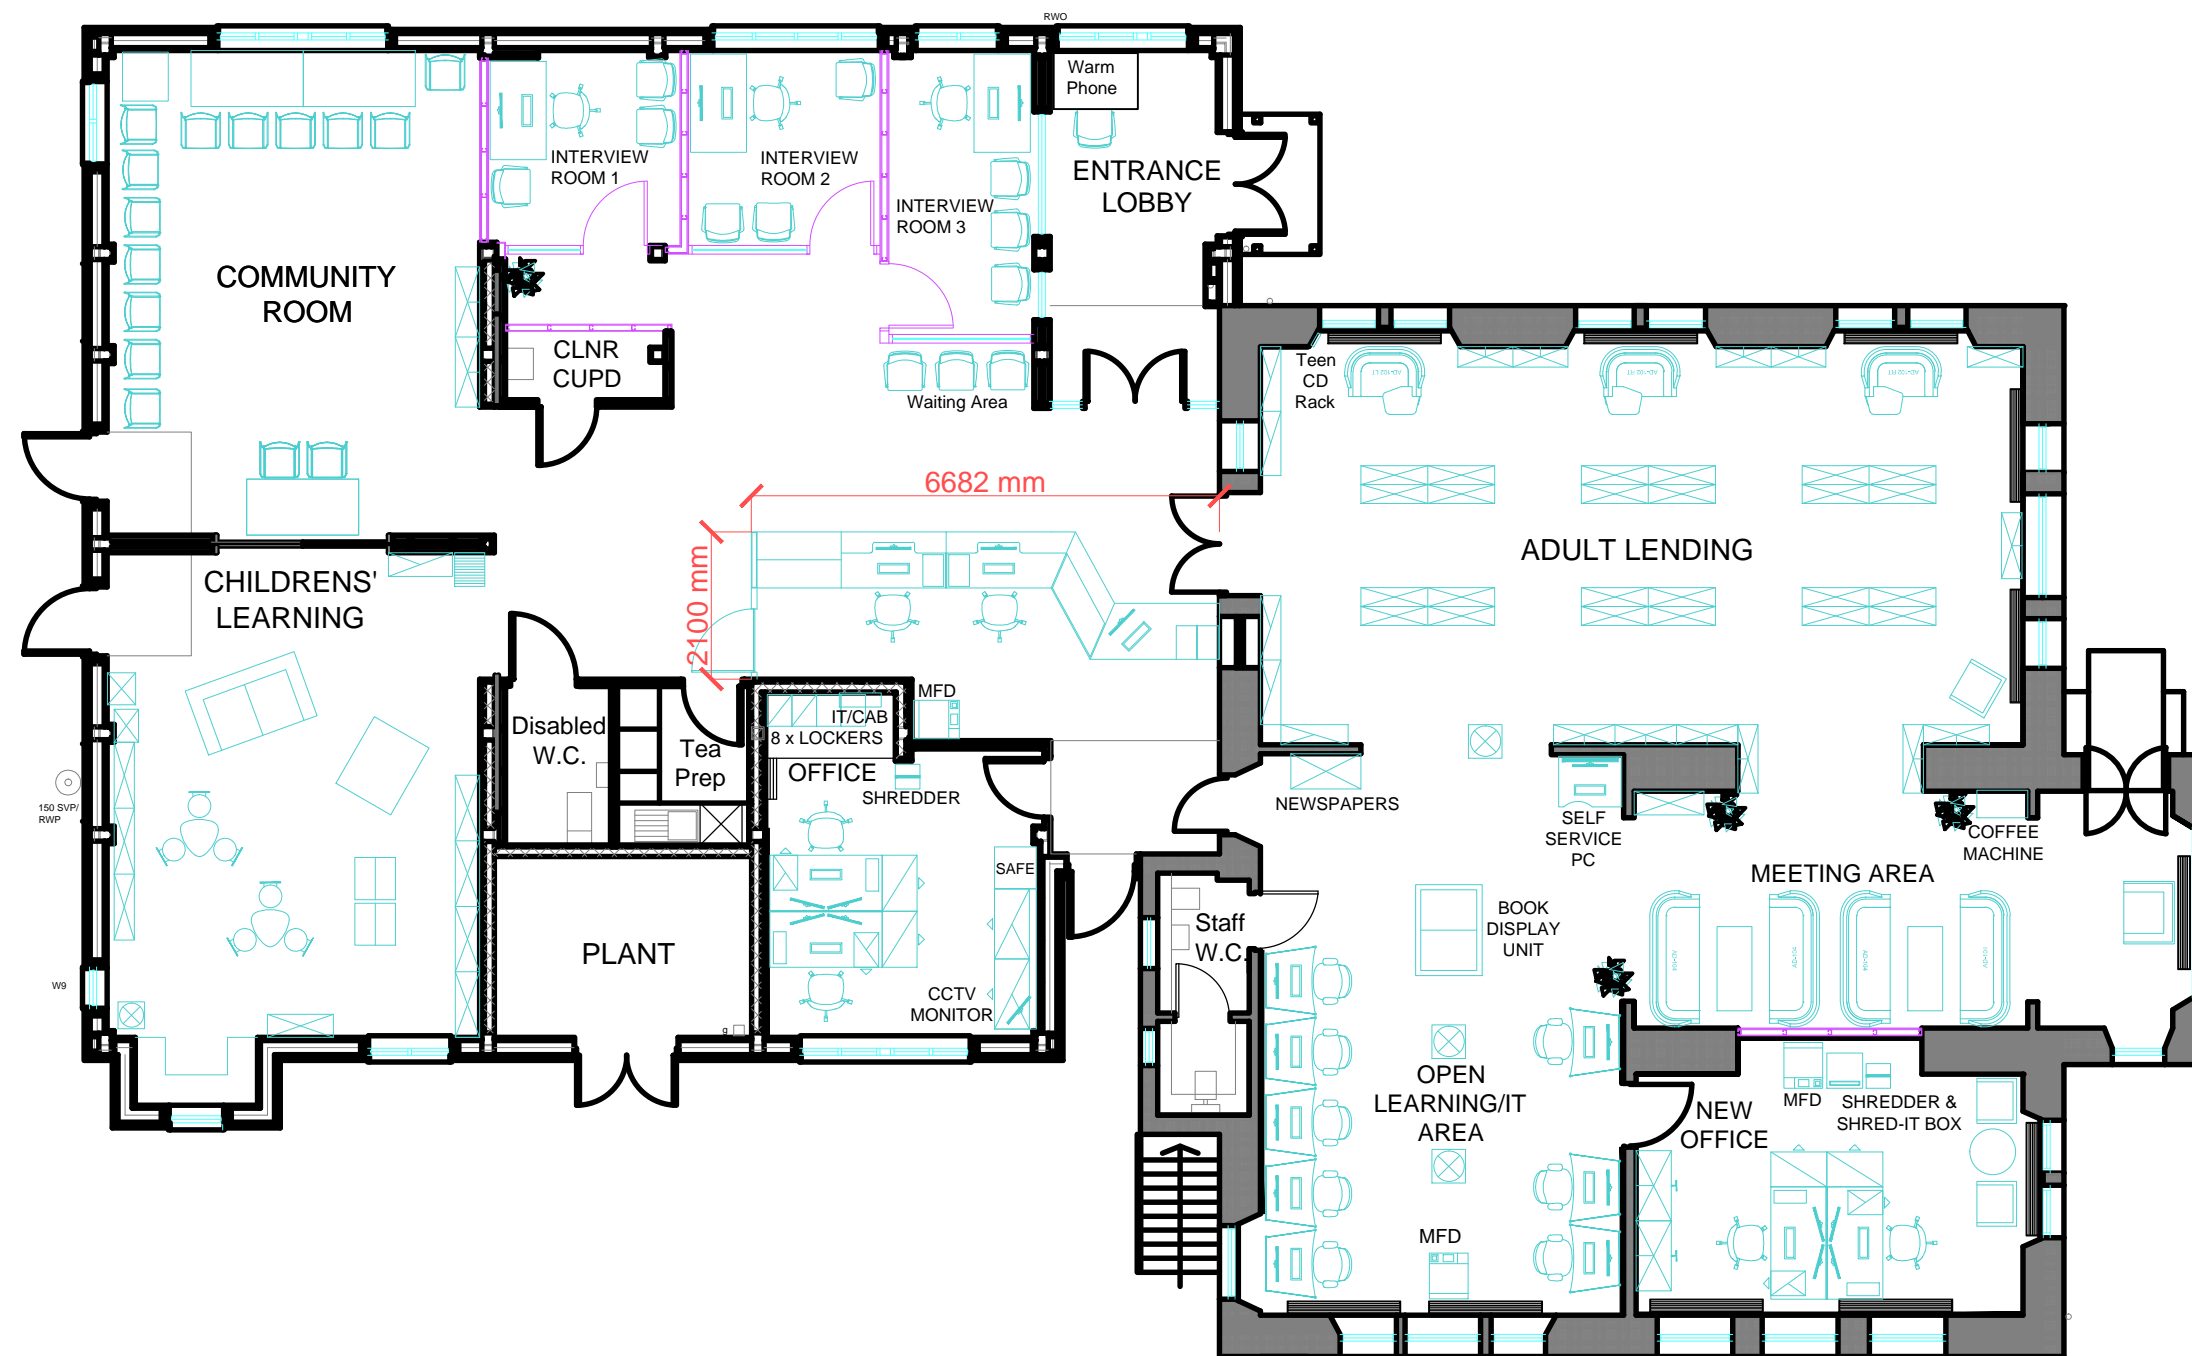 RWO
Warm
Phone
INTERVIEW
ROOM 1
INTERVIEW
ROOM 2
INTERVIEW
ROOM 3
ENTRANCE
LOBBY
COMMUNITY
ROOM
CLNR
CUPD
Waiting Area
Teen
CD
Rack
6682 mm
2100 mm
ADULT LENDING
CHILDRENS'
LEARNING
Disabled
W.C.
Tea
Prep
IT/CAB
8 x LOCKERS
MFD
OFFICE
SHREDDER
NEWSPAPERS
SELF
SERVICE
PC
COFFEE
MACHINE
MEETING AREA
150 SVP/
RWP
SAFE
BOOK
DISPLAY
UNIT
Staff
W.C.
PLANT
W9
CCTV
MONITOR
g
OPEN
LEARNING/IT
AREA
MFD
SHREDDER &
SHRED-IT BOX
NEW
OFFICE
MFD